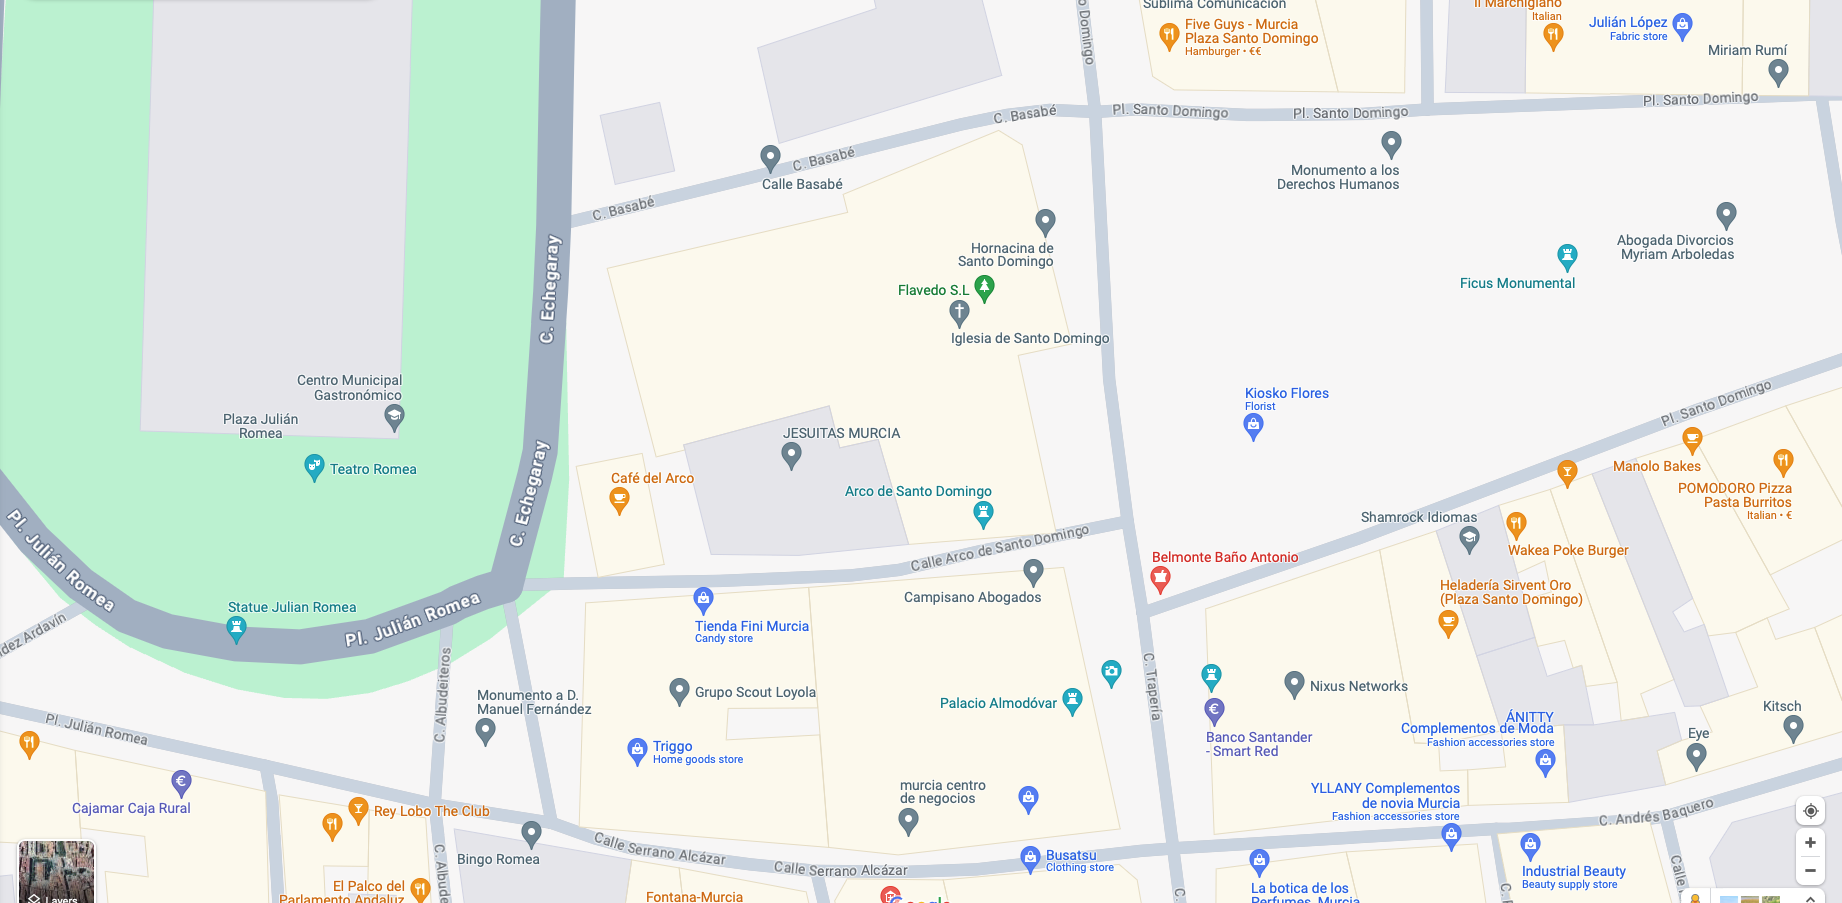 Sublima Comunicación
Five Guys - Murcia
Plaza Santo Domingo
Hamburger • €€
Il Marchigiano
Italian
Julián López
Fabric store
Miriam Rumí
o Domingo
Pl. Santo Domingo
Pl. Santo Domingo
Pl. Santo Domingo
C. Basabé
C. Basabé
C. Basabé
Calle Basabé
Monumento a los
Derechos Humanos
Hornacina de
Santo Domingo
Flavedo S.L
Iglesia de Santo Domingo
Abogada Divorcios
Myriam Arboledas
Ficus Monumental
C. Echegaray
Centro Municipal
Gastronómico
Plaza Julián
Romea
Teatro Romea
Kiosko Flores
Florist
Pl. Santo Domingo
JESUITAS MURCIA
Café del Arco
Arco de Santo Domingo
Manolo Bakes
POMODORO Pizza
Pasta Burritos
Italian • €
C. Echegaray
Shamrock Idiomas
Wakea Poke Burger
Calle Arco de Santo Domingo
Belmonte Baño Antonio
Pl. Julián Romea
Statue Julian Romea
Pl. Julián Romea
dez Ardavin
Campisano Abogados
Heladería Sirvent Oro
(Plaza Santo Domingo)
Tienda Fini Murcia
Candy store
C. Albudeiteros
Monumento a D.
Manuel Fernández
Grupo Scout Loyola
Palacio Almodóvar
C. Trapería
Nixus Networks
Banco Santander
- Smart Red
ÁNITTY
Complementos de Moda
Fashion accessories store
Kitsch
Eye
Pl. Julián Romea
Triggo
Home goods store
murcia centro
de negocios
Cajamar Caja Rural
Rey Lobo The Club
YLLANY Complementos
de novia Murcia
Fashion accessories store
C. Andrés Baquero
Bingo Romea
Calle Serrano Alcázar
Calle Serrano Alcázar
Busatsu
Clothing store
C. Albude
Industrial Beauty
Beauty supply store
Calle
El Palco del
Parlamento Andaluz
Fontana-Murcia
La botica de los
Perfumes, Murcia
C.
C.
Layers
Google